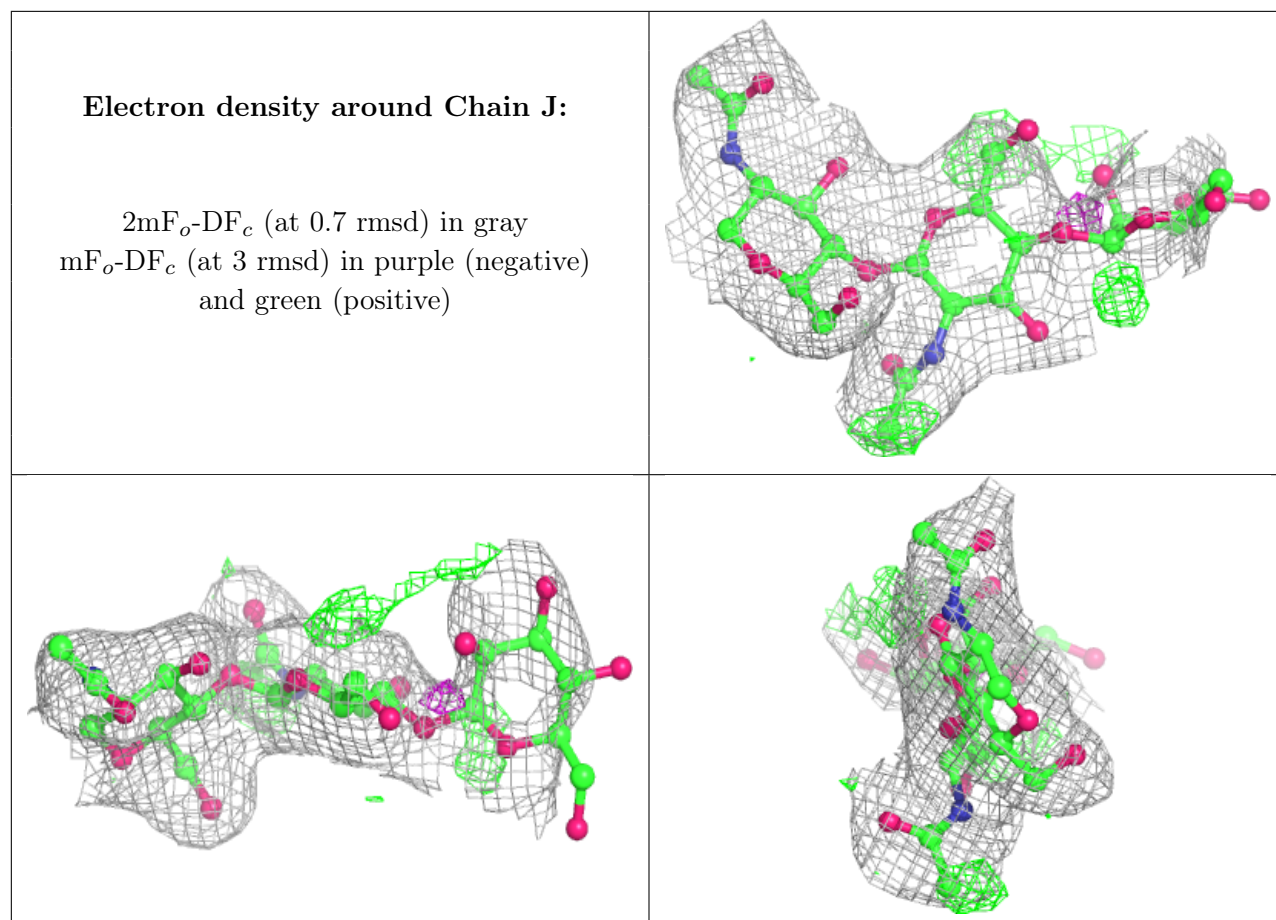 Electron density around Chain J:
2mFo-DFc (at 0.7 rmsd) in gray
mFo-DFc (at 3 rmsd) in purple (negative)
and green (positive)